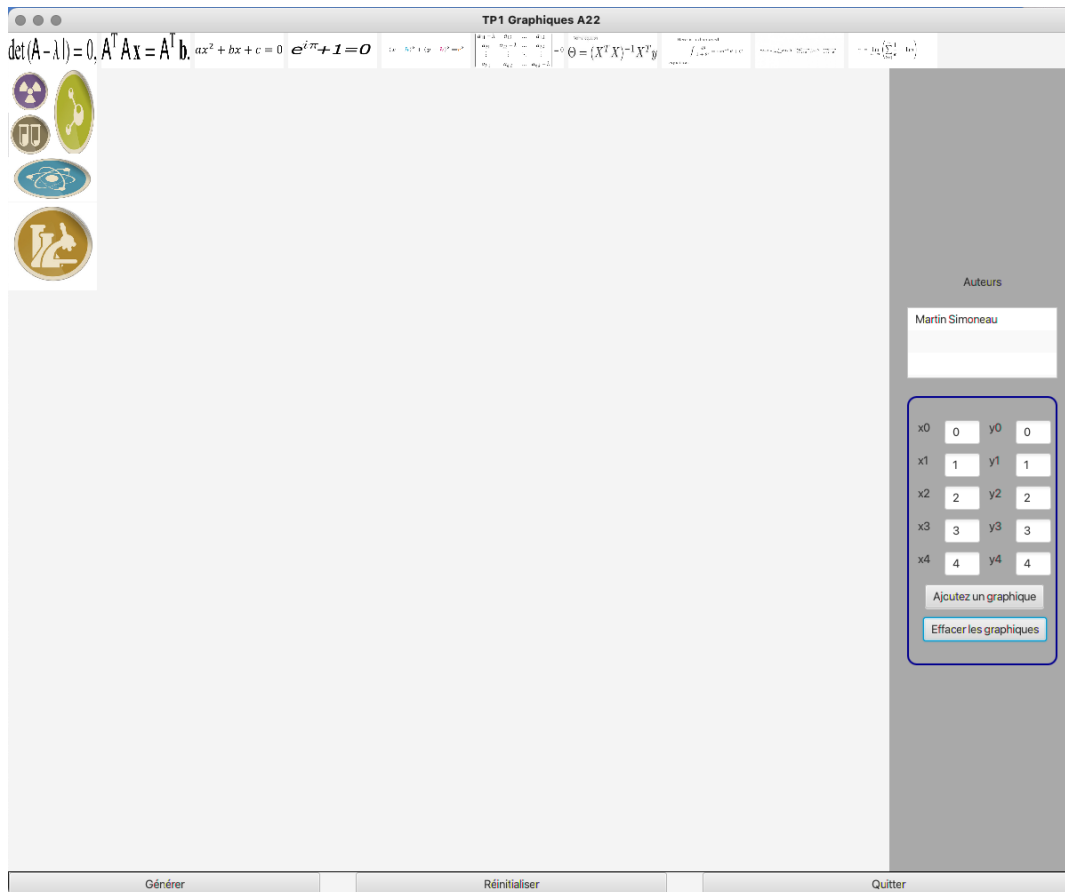 TP1 Graphiques A22
det(A − λI) = 0, AᵀAx = Aᵀb. ax² + bx + c = 0 e^{iπ}+1=0 Θ = (XᵀX)⁻¹Xᵀy
Auteurs
Martin Simoneau
x0 0 y0 0
x1 1 y1 1
x2 2 y2 2
x3 3 y3 3
x4 4 y4 4
Ajoutez un graphique
Effacer les graphiques
Générer Réinitialiser Quitter